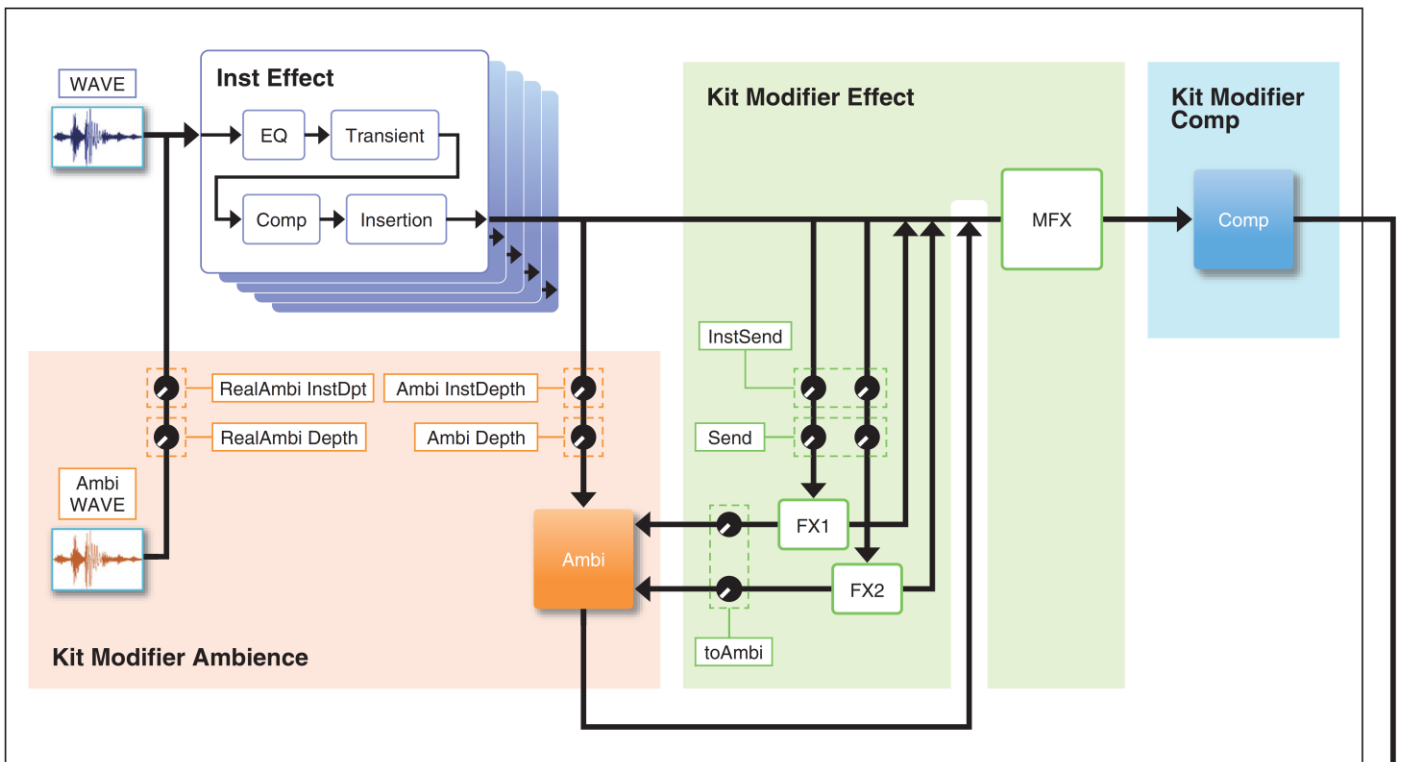 WAVE
Inst Effect
EQ
Transient
Comp
Insertion
Kit Modifier Effect
Kit Modifier
Comp
MFX
Comp
InstSend
RealAmbi InstDpt
Ambi InstDepth
RealAmbi Depth
Ambi Depth
Send
Ambi
WAVE
FX1
Ambi
FX2
toAmbi
Kit Modifier Ambience